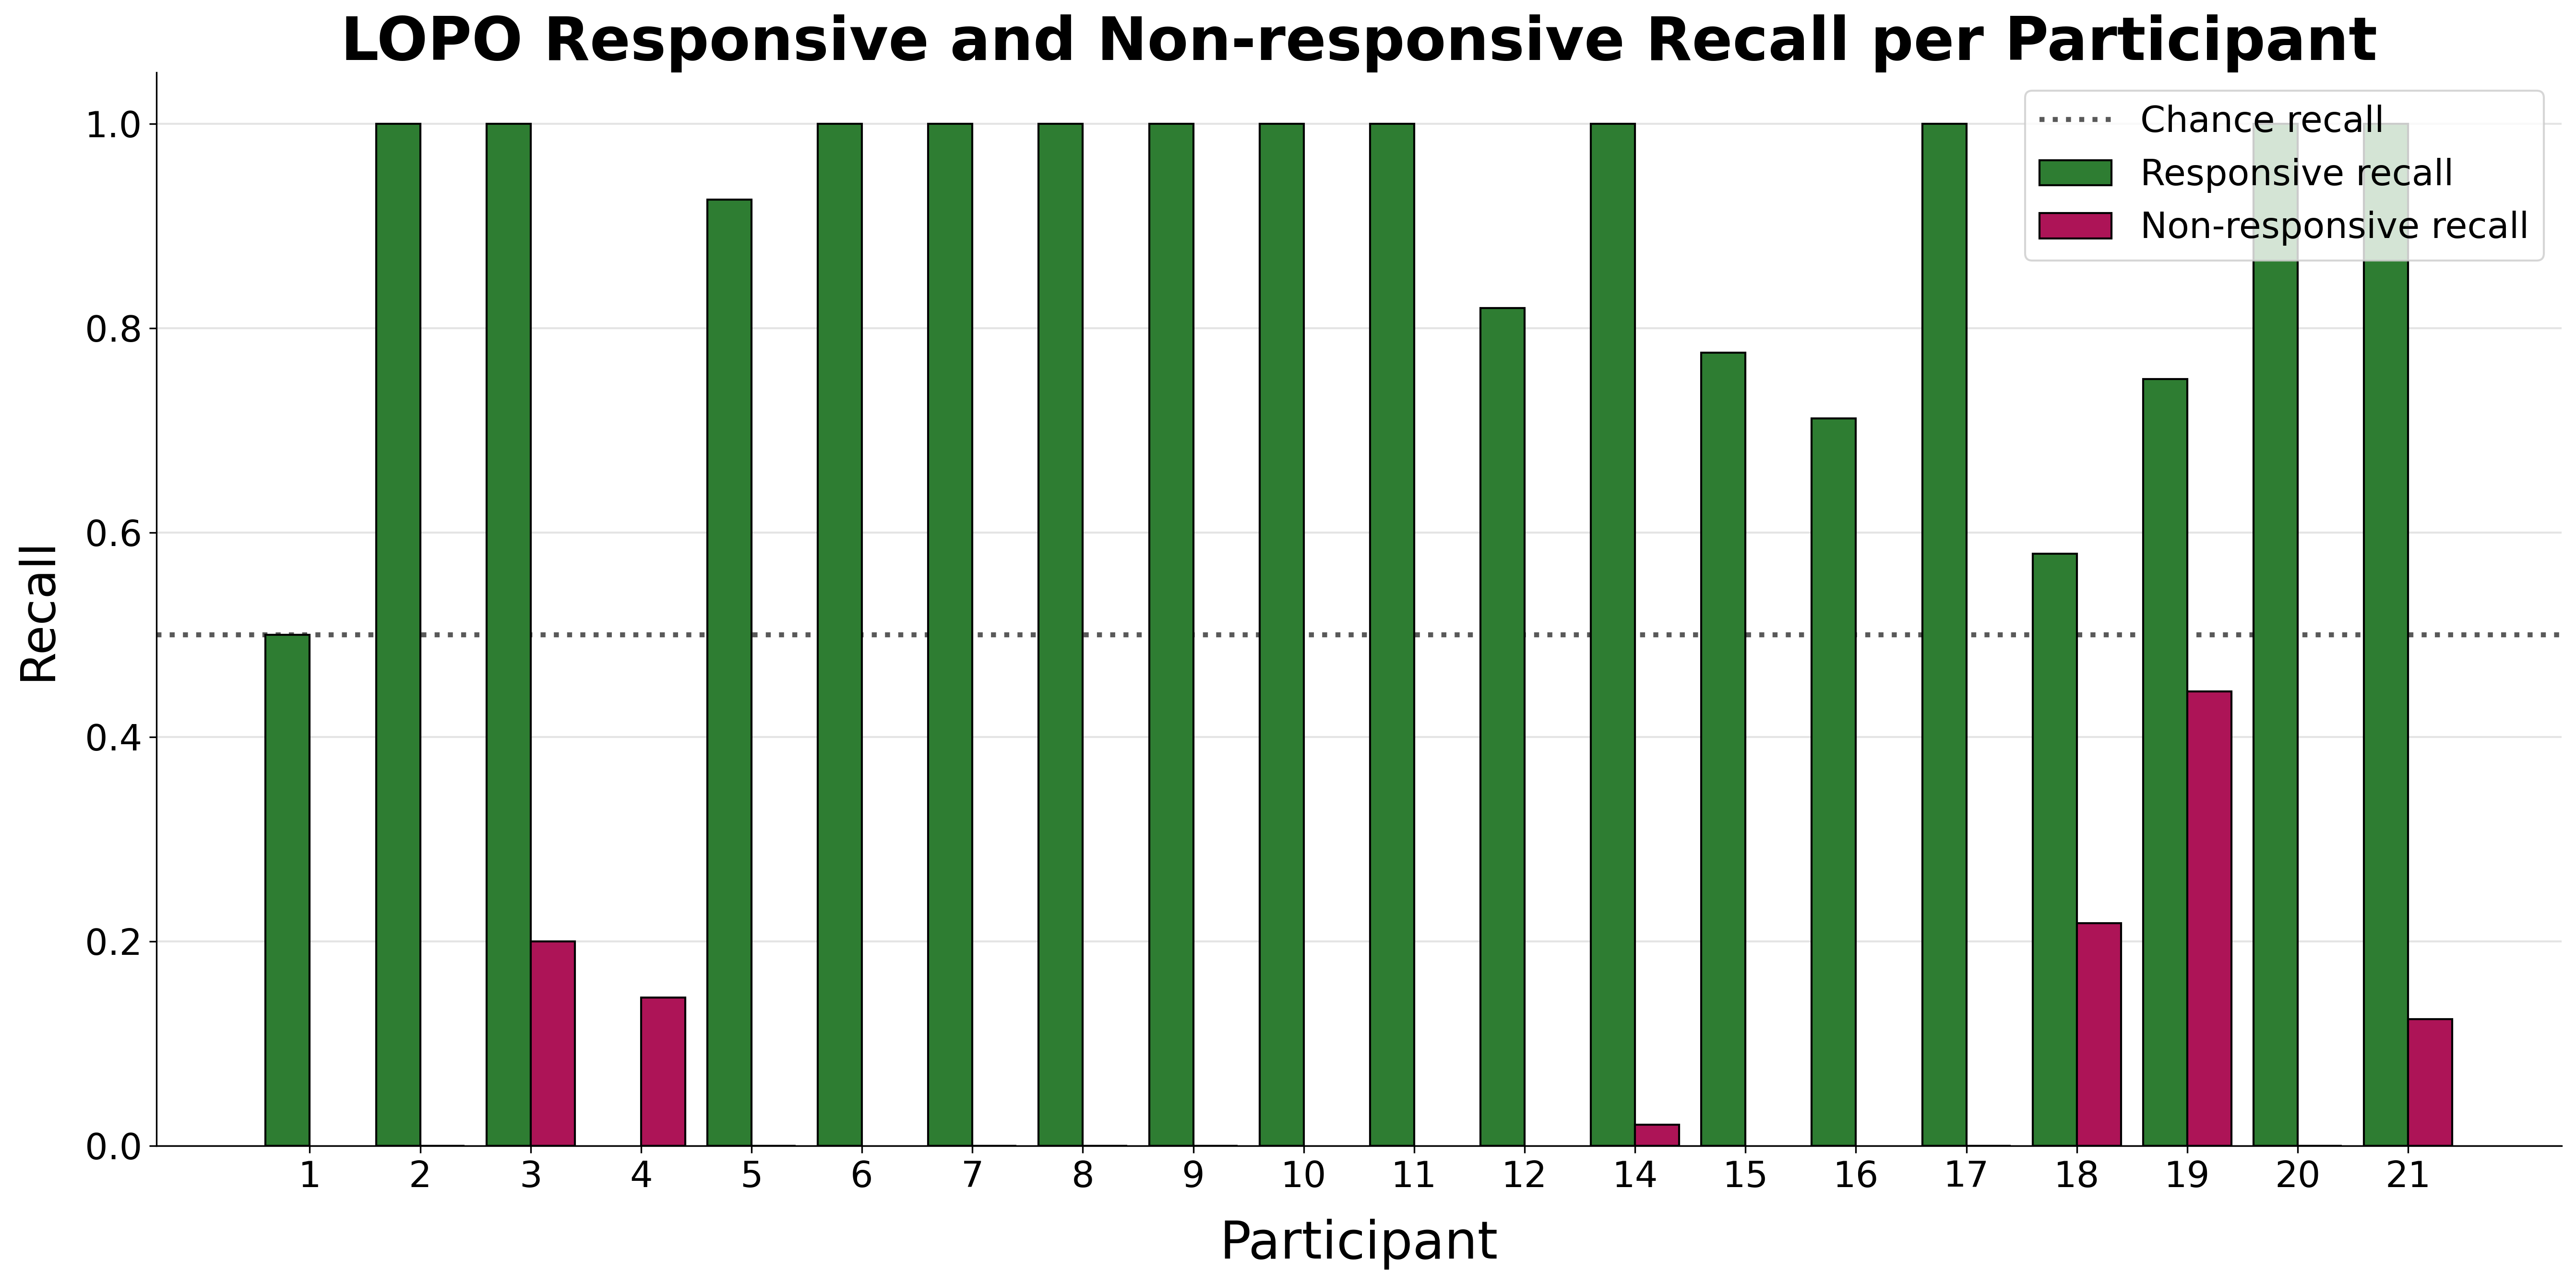 LOPO Responsive and Non-responsive Recall per Participant
Chance recall
Responsive recall
Non-responsive recall
Recall
1.0
0.8
0.6
0.4
0.2
0.0
1 2 3 4 5 6 7 8 9 10 11 12 14 15 16 17 18 19 20 21
Participant